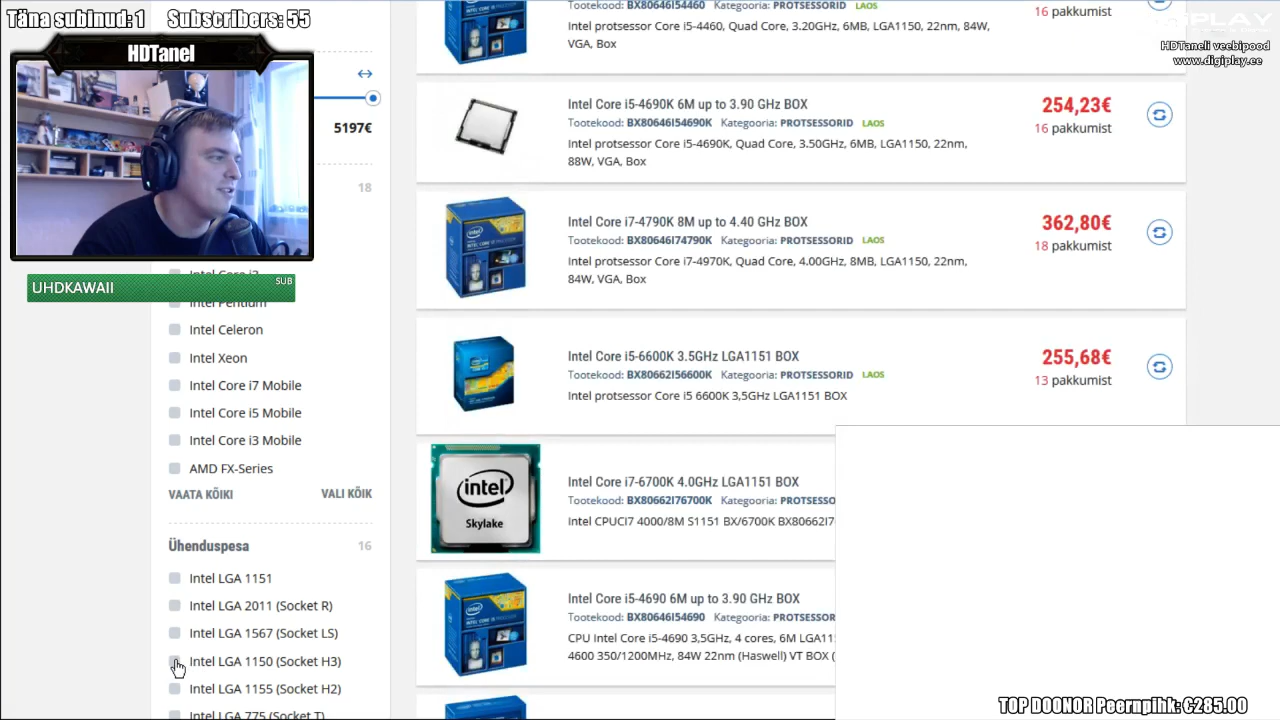 Täna subinud: 1
Subscribers: 55
HDTanel
5197€
18
UHDKAWAII
SUB
Intel Core i3
Intel Pentium
Intel Celeron
Intel Xeon
Intel Core i7 Mobile
Intel Core i5 Mobile
Intel Core i3 Mobile
AMD FX-Series
VAATA KÕIKI
VALI KÕIK
Ühenduspesa
16
Intel LGA 1151
Intel LGA 2011 (Socket R)
Intel LGA 1567 (Socket LS)
Intel LGA 1150 (Socket H3)
Intel LGA 1155 (Socket H2)
Intel LGA 775 (Socket T)
Tootekood: BX80646I54460 Kategooria: PROTSESSORID LAOS
Intel protsessor Core i5-4460, Quad Core, 3.20GHz, 6MB, LGA1150, 22nm, 84W,
VGA, Box
16 pakkumist
HDTaneli veebipood
www.digiplay.ee
Intel Core i5-4690K 6M up to 3.90 GHz BOX
Tootekood: BX80646I54690K Kategooria: PROTSESSORID LAOS
Intel protsessor Core i5-4690K, Quad Core, 3.50GHz, 6MB, LGA1150, 22nm,
88W, VGA, Box
254,23€
16 pakkumist
Intel Core i7-4790K 8M up to 4.40 GHz BOX
Tootekood: BX80646I74790K Kategooria: PROTSESSORID LAOS
Intel protsessor Core i7-4970K, Quad Core, 4.00GHz, 8MB, LGA1150, 22nm,
84W, VGA, Box
362,80€
18 pakkumist
Intel Core i5-6600K 3.5GHz LGA1151 BOX
Tootekood: BX80662I56600K Kategooria: PROTSESSORID LAOS
Intel protsessor Core i5 6600K 3,5GHz LGA1151 BOX
255,68€
13 pakkumist
intel
Skylake
Intel Core i7-6700K 4.0GHz LGA1151 BOX
Tootekood: BX80662I76700K Kategooria: PROTSESSO
Intel CPUCI7 4000/8M S1151 BX/6700K BX80662I7
Intel Core i5-4690 6M up to 3.90 GHz BOX
Tootekood: BX80646I54690 Kategooria: PROTSESSOR
CPU Intel Core i5-4690 3,5GHz, 4 cores, 6M LGA11
4600 350/1200MHz, 84W 22nm (Haswell) VT BOX (
TOP DOONOR Peernpiihk: €285.00